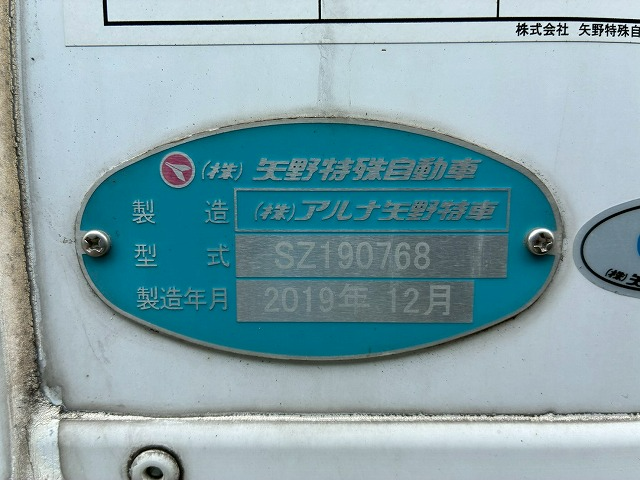 株式会社 矢野特殊自
(株) 矢野特殊自動車
製造 (株)アルナ矢野特車
型式 SZ190768
製造年月 2019年 12月
(株)矢